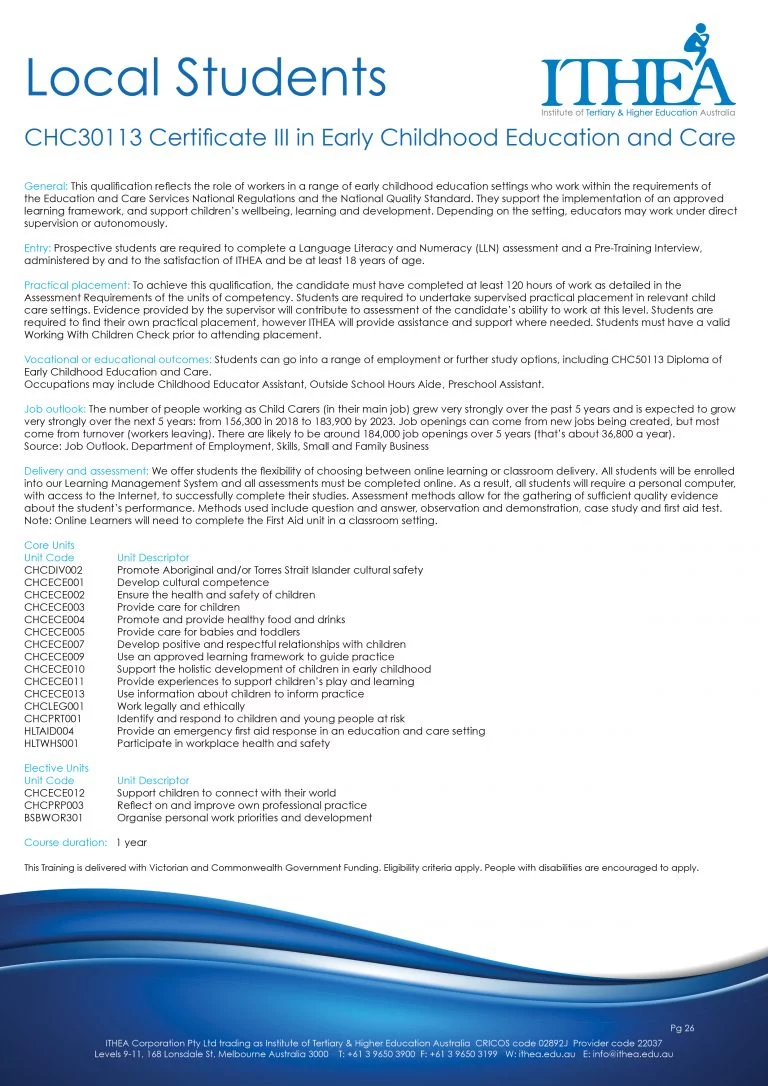 Local Students
ITHEA
Institute of Tertiary & Higher Education Australia
CHC30113 Certificate III in Early Childhood Education and Care
General: This qualification reflects the role of workers in a range of early childhood education settings who work within the requirements of
the Education and Care Services National Regulations and the National Quality Standard. They support the implementation of an approved
learning framework, and support children's wellbeing, learning and development. Depending on the setting, educators may work under direct
supervision or autonomously.
Entry: Prospective students are required to complete a Language Literacy and Numeracy (LLN) assessment and a Pre-Training Interview,
administered by and to the satisfaction of ITHEA and be at least 18 years of age.
Practical placement: To achieve this qualification, the candidate must have completed at least 120 hours of work as detailed in the
Assessment Requirements of the units of competency. Students are required to undertake supervised practical placement in relevant child
care settings. Evidence provided by the supervisor will contribute to assessment of the candidate's ability to work at this level. Students are
required to find their own practical placement, however ITHEA will provide assistance and support where needed. Students must have a valid
Working With Children Check prior to attending placement.
Vocational or educational outcomes: Students can go into a range of employment or further study options, including CHC50113 Diploma of
Early Childhood Education and Care.
Occupations may include Childhood Educator Assistant, Outside School Hours Aide, Preschool Assistant.
Job outlook: The number of people working as Child Carers (in their main job) grew very strongly over the past 5 years and is expected to grow
very strongly over the next 5 years: from 156,300 in 2018 to 183,900 by 2023. Job openings can come from new jobs being created, but most
come from turnover (workers leaving). There are likely to be around 184,000 job openings over 5 years (that's about 36,800 a year).
Source: Job Outlook. Department of Employment, Skills, Small and Family Business
Delivery and assessment: We offer students the flexibility of choosing between online learning or classroom delivery. All students will be enrolled
into our Learning Management System and all assessments must be completed online. As a result, all students will require a personal computer,
with access to the Internet, to successfully complete their studies. Assessment methods allow for the gathering of sufficient quality evidence
about the student's performance. Methods used include question and answer, observation and demonstration, case study and first aid test.
Note: Online Learners will need to complete the First Aid unit in a classroom setting.
Core Units
Unit Code Unit Descriptor
CHCDIV002 Promote Aboriginal and/or Torres Strait Islander cultural safety
CHCECE001 Develop cultural competence
CHCECE002 Ensure the health and safety of children
CHCECE003 Provide care for children
CHCECE004 Promote and provide healthy food and drinks
CHCECE005 Provide care for babies and toddlers
CHCECE007 Develop positive and respectful relationships with children
CHCECE009 Use an approved learning framework to guide practice
CHCECE010 Support the holistic development of children in early childhood
CHCECE011 Provide experiences to support children's play and learning
CHCECE013 Use information about children to inform practice
CHCLEG001 Work legally and ethically
CHCPRT001 Identify and respond to children and young people at risk
HLTAID004 Provide an emergency first aid response in an education and care setting
HLTWHS001 Participate in workplace health and safety
Elective Units
Unit Code Unit Descriptor
CHCECE012 Support children to connect with their world
CHCPRP003 Reflect on and improve own professional practice
BSBWOR301 Organise personal work priorities and development
Course duration: 1 year
This Training is delivered with Victorian and Commonwealth Government Funding. Eligibility criteria apply. People with disabilities are encouraged to apply.
Pg 26
ITHEA Corporation Pty Ltd trading as Institute of Tertiary & Higher Education Australia CRICOS code 02892J Provider code 22037
Levels 9-11, 168 Lonsdale St, Melbourne Australia 3000 T: +61 3 9650 3900 F: +61 3 9650 3199 W: ithea.edu.au E: info@ithea.edu.au